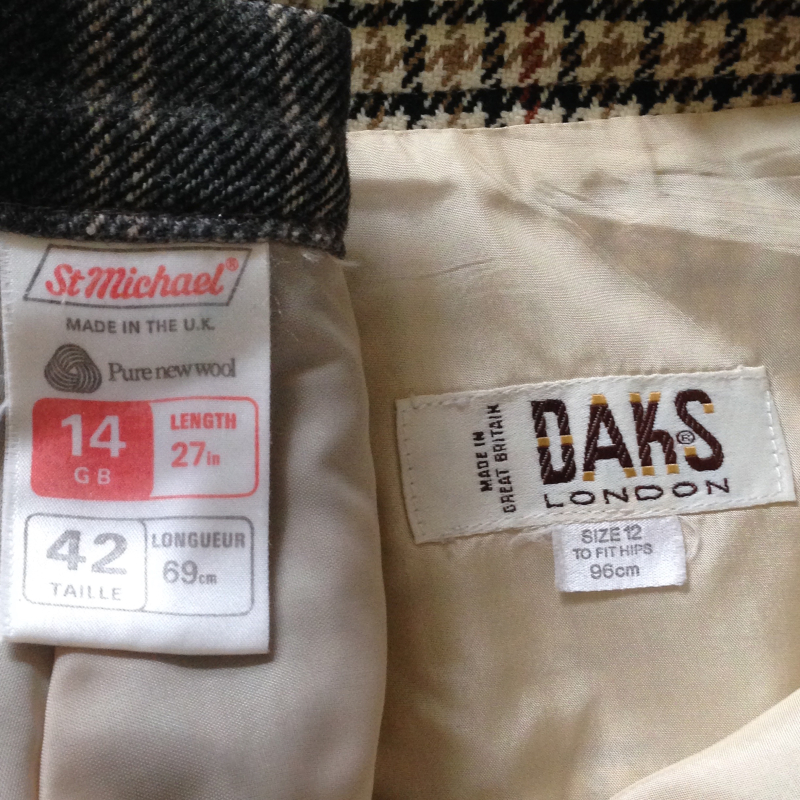 St Michael®
MADE IN THE U.K.
Pure new wool
14
GB
LENGTH
27in
42
TAILLE
LONGUEUR
69cm
MADE IN
GREAT BRITAIN
DAKS®
LONDON
SIZE 12
TO FIT HIPS
96cm